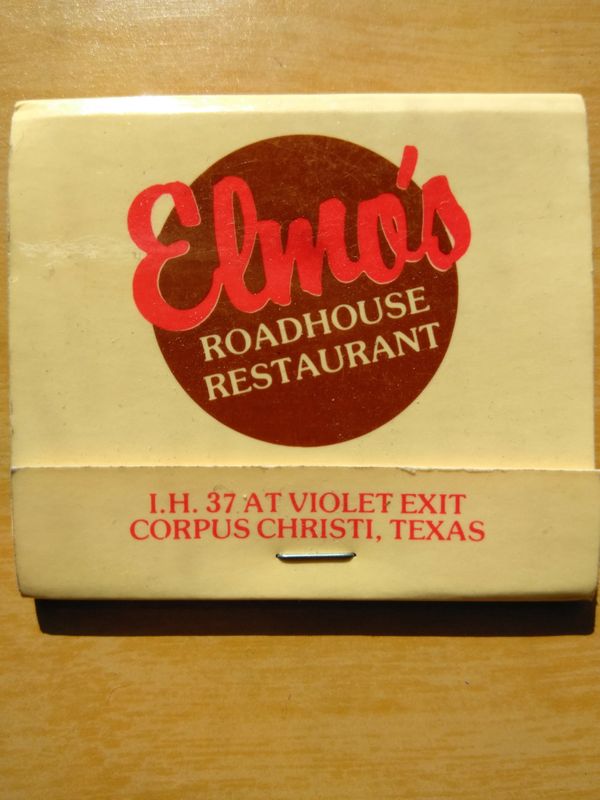 Elmo's
ROADHOUSE
RESTAURANT
I.H. 37 AT VIOLET EXIT
CORPUS CHRISTI, TEXAS